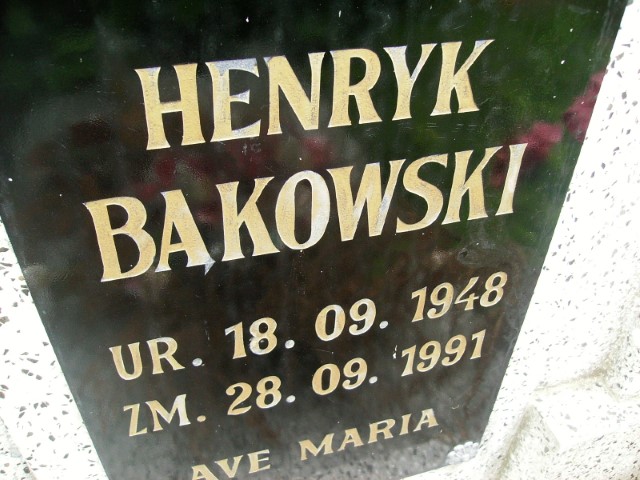 HENRYK
BĄKOWSKI
UR. 18. 09. 1948
ZM. 28. 09. 1991
AVE MARIA